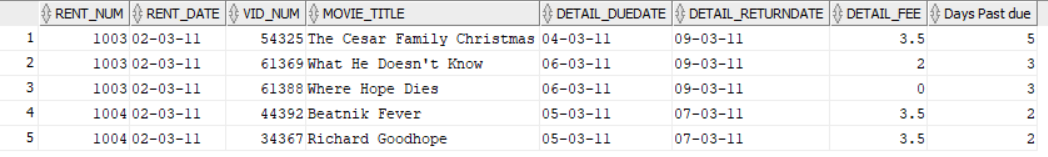 RENT_NUM RENT_DATE VID_NUM MOVIE_TITLE DETAIL_DUEDATE DETAIL_RETURNDATE DETAIL_FEE Days Past due
1 1003 02-03-11 54325 The Cesar Family Christmas 04-03-11 09-03-11 3.5 5
2 1003 02-03-11 61369 What He Doesn't Know 06-03-11 09-03-11 2 3
3 1003 02-03-11 61388 Where Hope Dies 06-03-11 09-03-11 0 3
4 1004 02-03-11 44392 Beatnik Fever 05-03-11 07-03-11 3.5 2
5 1004 02-03-11 34367 Richard Goodhope 05-03-11 07-03-11 3.5 2